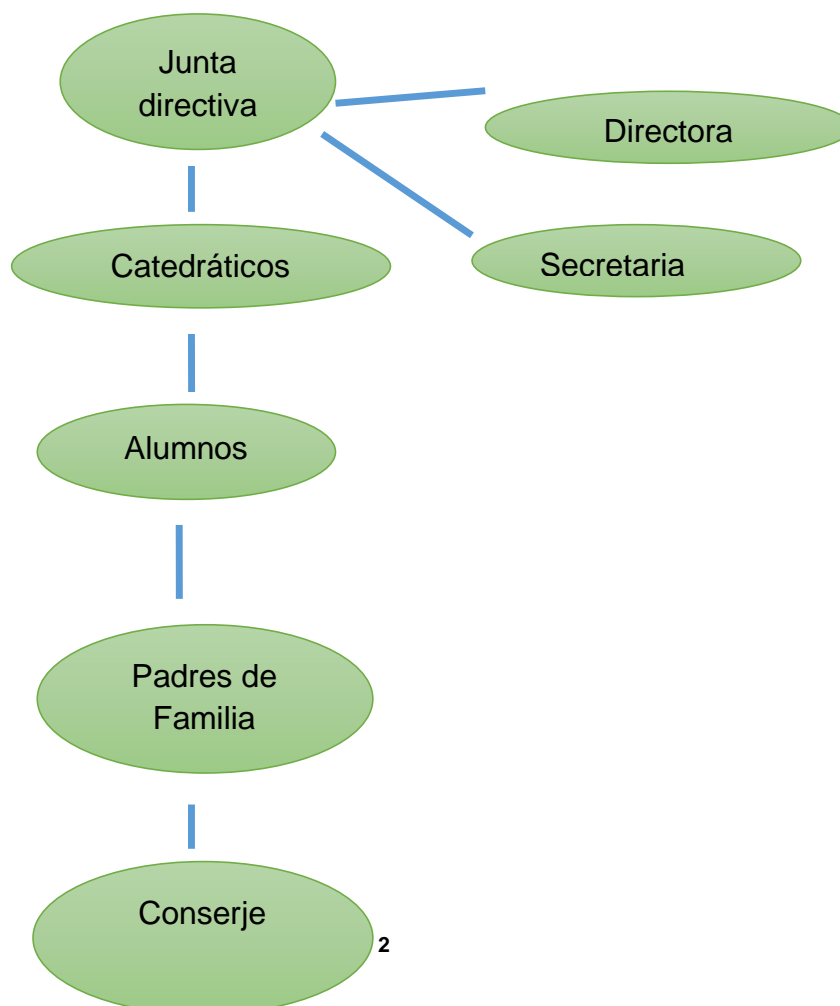 Junta
directiva
Directora
Catedráticos
Secretaria
Alumnos
Padres de
Familia
Conserje
2